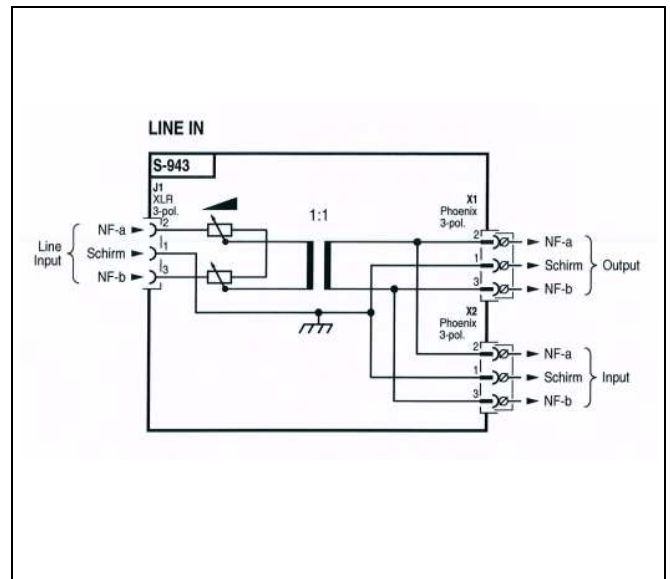 LINE IN
S-943
J1
XLR
3-pol.
2
1
3
NF-a
Schirm
NF-b
Line
Input
1:1
X1
Phoenix
3-pol.
2
1
3
NF-a
Schirm
NF-b
Output
X2
Phoenix
3-pol.
2
1
3
NF-a
Schirm
NF-b
Input